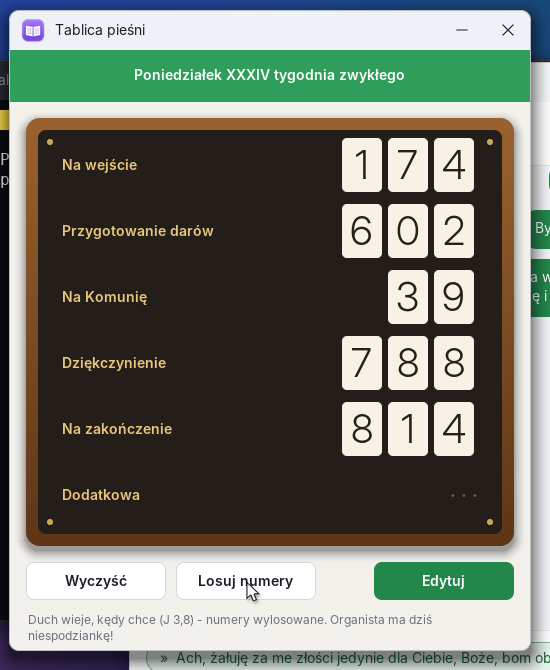 Tablica pieśni
Poniedziałek XXXIV tygodnia zwykłego
Na wejście 174
Przygotowanie darów 602
Na Komunię 39
Dziękczynienie 788
Na zakończenie 814
Dodatkowa ...
Wyczyść Losuj numery Edytuj
Duch wieje, kędy chce (J 3,8) - numery wylosowane. Organista ma dziś
niespodziankę!
» Ach, żałuję za me złości jedynie dla Ciebie, Boże, bom ob